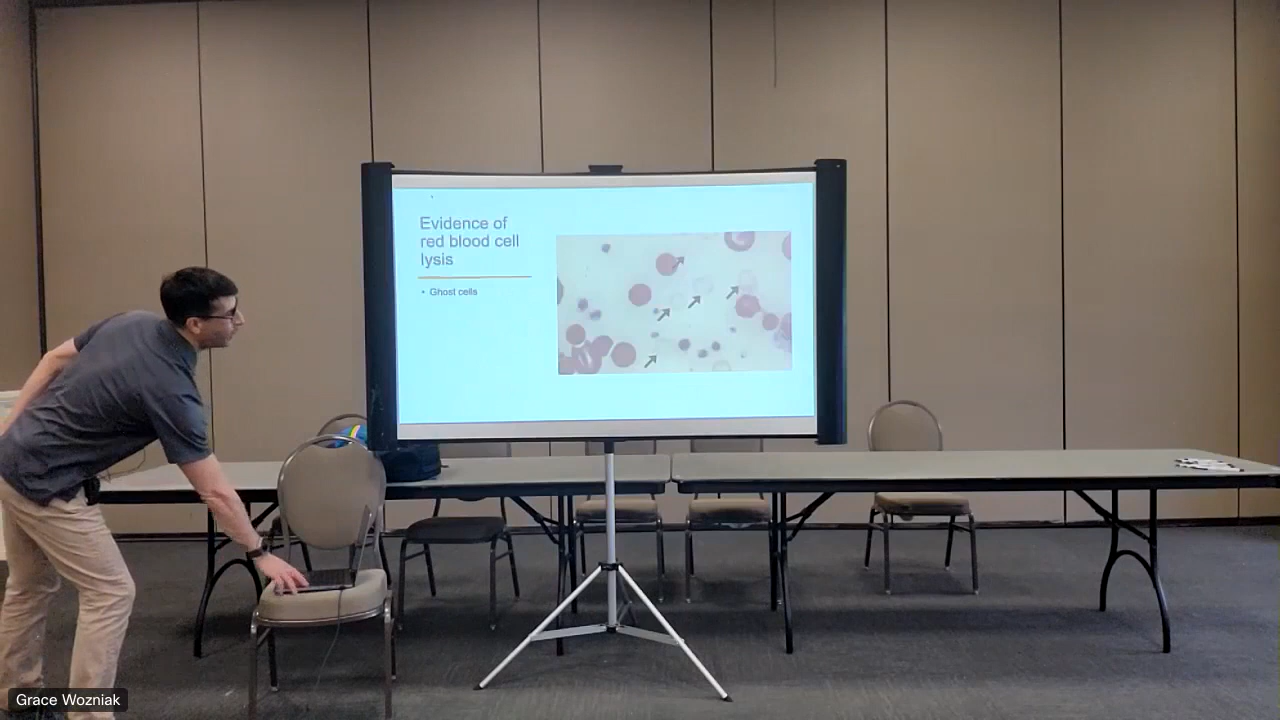 Evidence of
red blood cell
lysis
• Ghost cells
Grace Wozniak